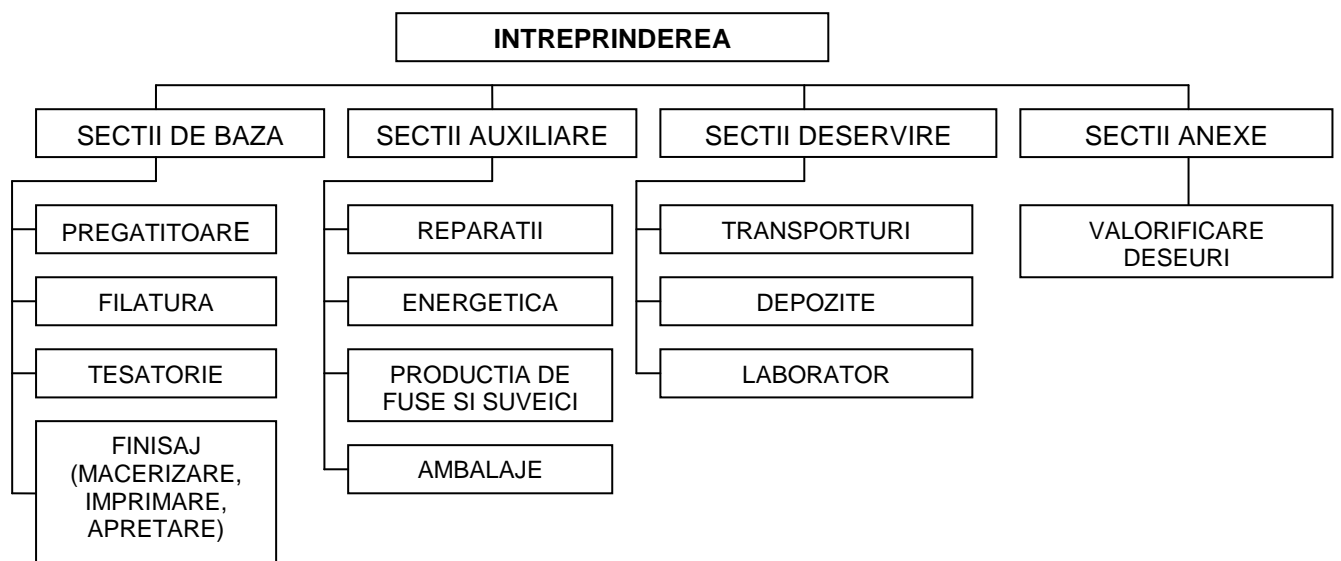 INTREPRINDEREA
SECTII DE BAZA
SECTII AUXILIARE
SECTII DESERVIRE
SECTII ANEXE
PREGATITOARE
FILATURA
TESATORIE
FINISAJ
(MACERIZARE,
IMPRIMARE,
APRETARE)
REPARATII
ENERGETICA
PRODUCTIA DE
FUSE SI SUVEICI
AMBALAJE
TRANSPORTURI
DEPOZITE
LABORATOR
VALORIFICARE
DESEURI